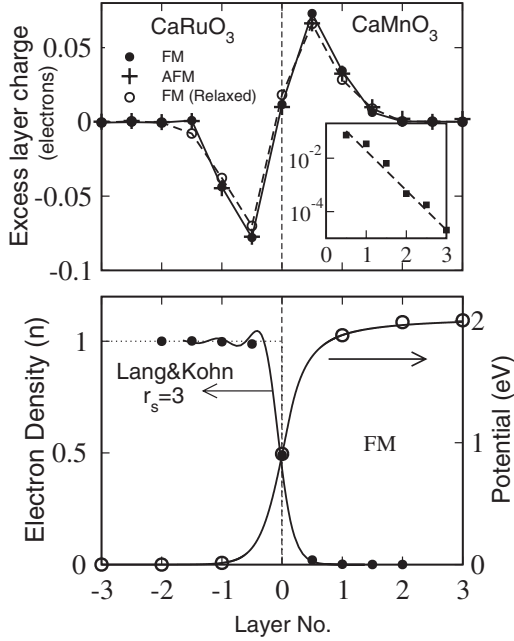 CaRuO3 CaMnO3
FM
AFM
FM (Relaxed)
Excess layer charge
(electrons)
0.05
0
-0.05
-0.1
10^-2
10^-4
0 1 2 3
Electron Density (n)
1
0.5
0
Lang&Kohn
r_s=3
FM
2
1
0
Potential (eV)
-3 -2 -1 0 1 2 3
Layer No.